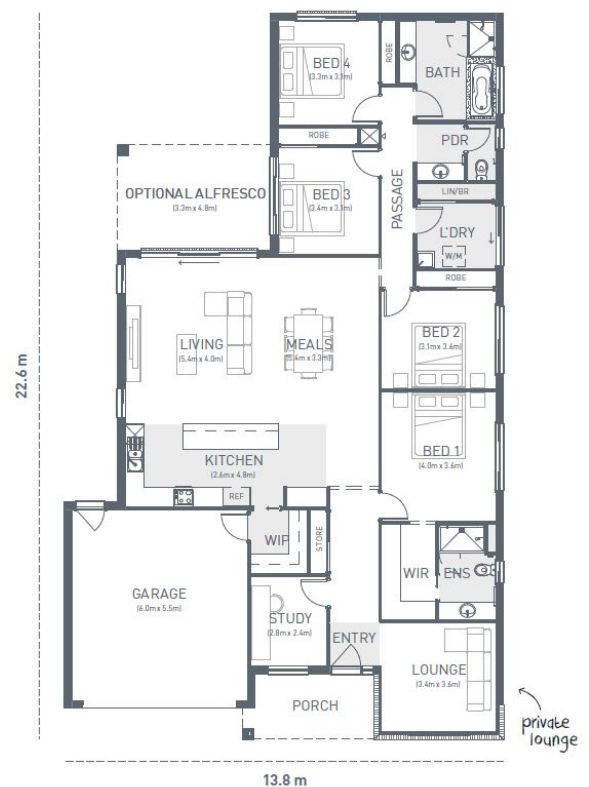 BED 4
(3.3m x 3.1m)
ROBE
BATH
ROBE
PDR
OPTIONAL ALFRESCO
(3.3m x 4.8m)
BED 3
(3.4m x 3.1m)
PASSAGE
LIN/BR
L'DRY
W/M
ROBE
LIVING
(5.4m x 4.0m)
MEALS
(5.4m x 3.3m)
BED 2
(3.1m x 3.6m)
22.6 m
BED 1
(4.0m x 3.6m)
KITCHEN
(2.6m x 4.8m)
REF
WIP
STORE
WIR
ENS
GARAGE
(6.0m x 5.5m)
STUDY
(2.8m x 2.4m)
ENTRY
LOUNGE
(3.4m x 3.6m)
PORCH
private
lounge
13.8 m